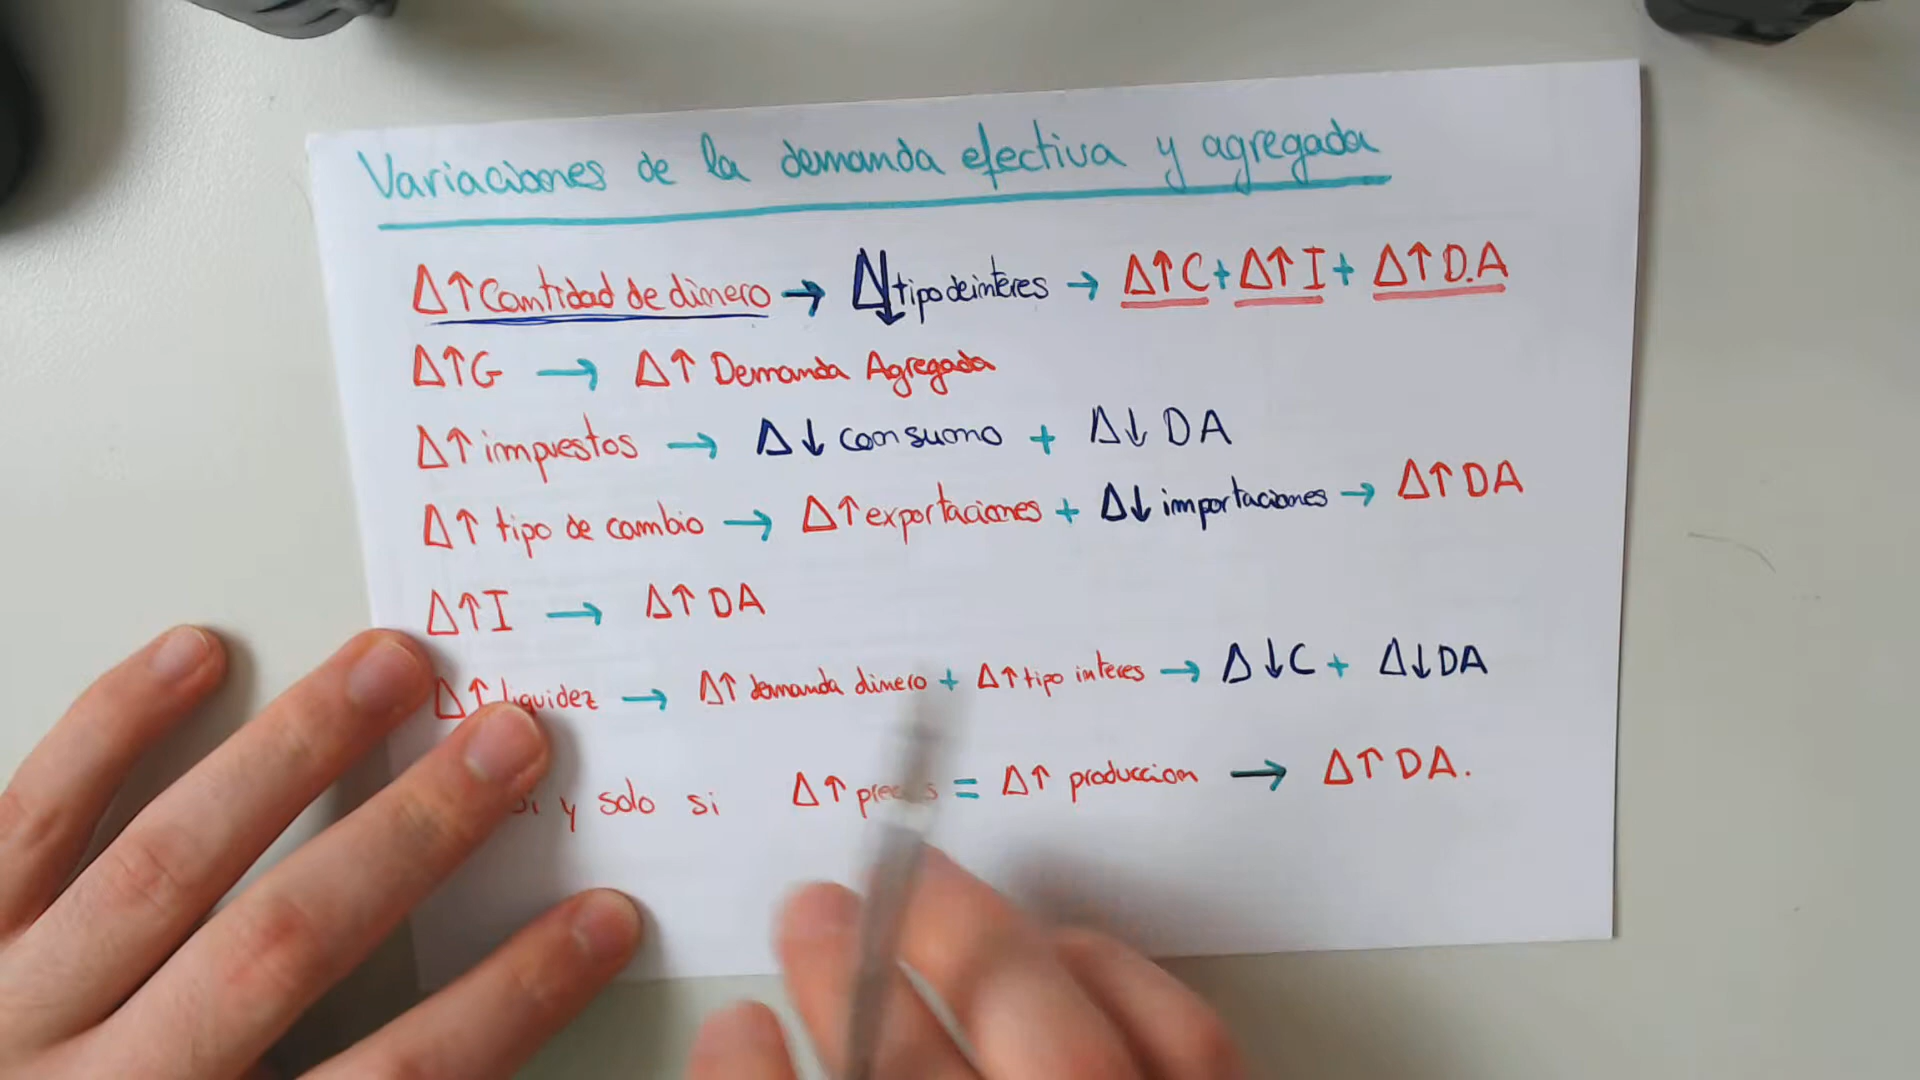 Variaciones de la demanda efectiva y agregada
Δ↑ Cantidad de dinero → Δ↓ tipo de interes → Δ↑ C + Δ↑ I + Δ↑ D.A
Δ↑ G → Δ↑ Demanda Agregada
Δ↑ impuestos → Δ↓ consumo + Δ↓ DA
Δ↑ tipo de cambio → Δ↑ exportaciones + Δ↓ importaciones → Δ↑ DA
Δ↑ I → Δ↑ DA
Δ↑ liquidez → Δ↑ demanda dinero + Δ↑ tipo interes → Δ↓ C + Δ↓ DA
y solo si Δ↑ = Δ↑ produccion → Δ↑ DA.